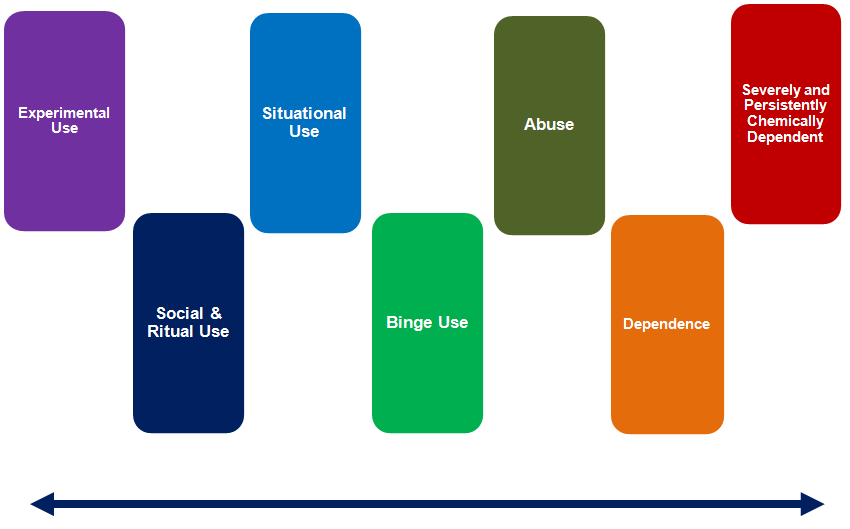 Experimental
Use
Social &
Ritual Use
Situational
Use
Binge Use
Abuse
Dependence
Severely and
Persistently
Chemically
Dependent